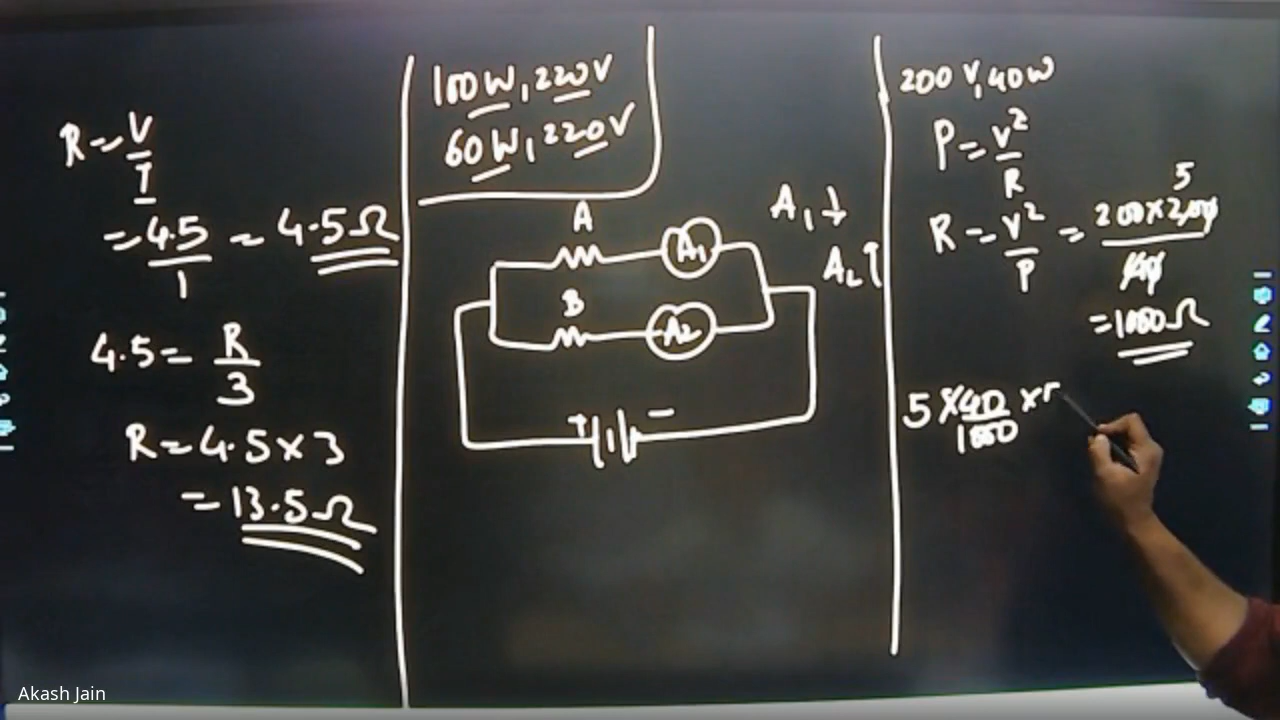 R = V/I
= 4.5/1 = 4.5Ω
4.5 = R/3
R = 4.5 × 3
= 13.5Ω
100W, 220V
60W, 220V
A
A1
B
A2
+ −
A1 ↓
A2 ↑
200 V, 40W
P = V²/R
5
R = V²/P = 200×200/40
= 1000Ω
5 × 40/1000 ×
Akash Jain